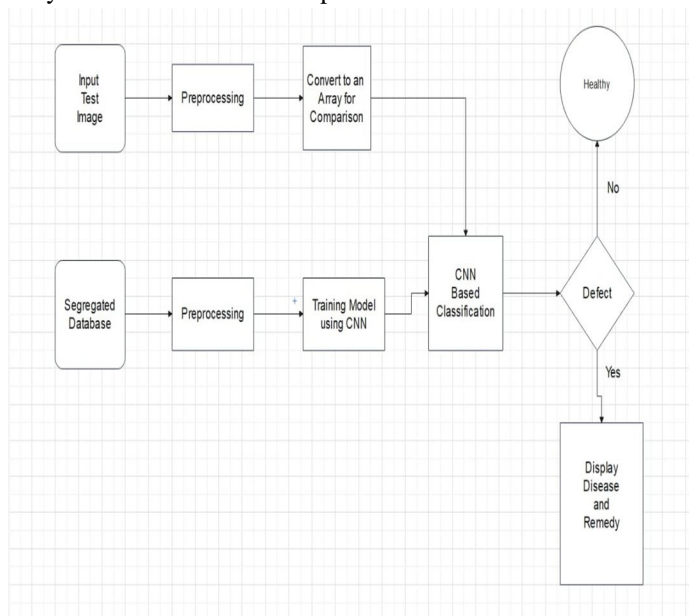 Input
Test
Image
Preprocessing
Convert to an
Array for
Comparison
Healthy
No
Segregated
Database
Preprocessing
Training Model
using CNN
CNN
Based
Classification
Defect
Yes
Display
Disease
and
Remedy